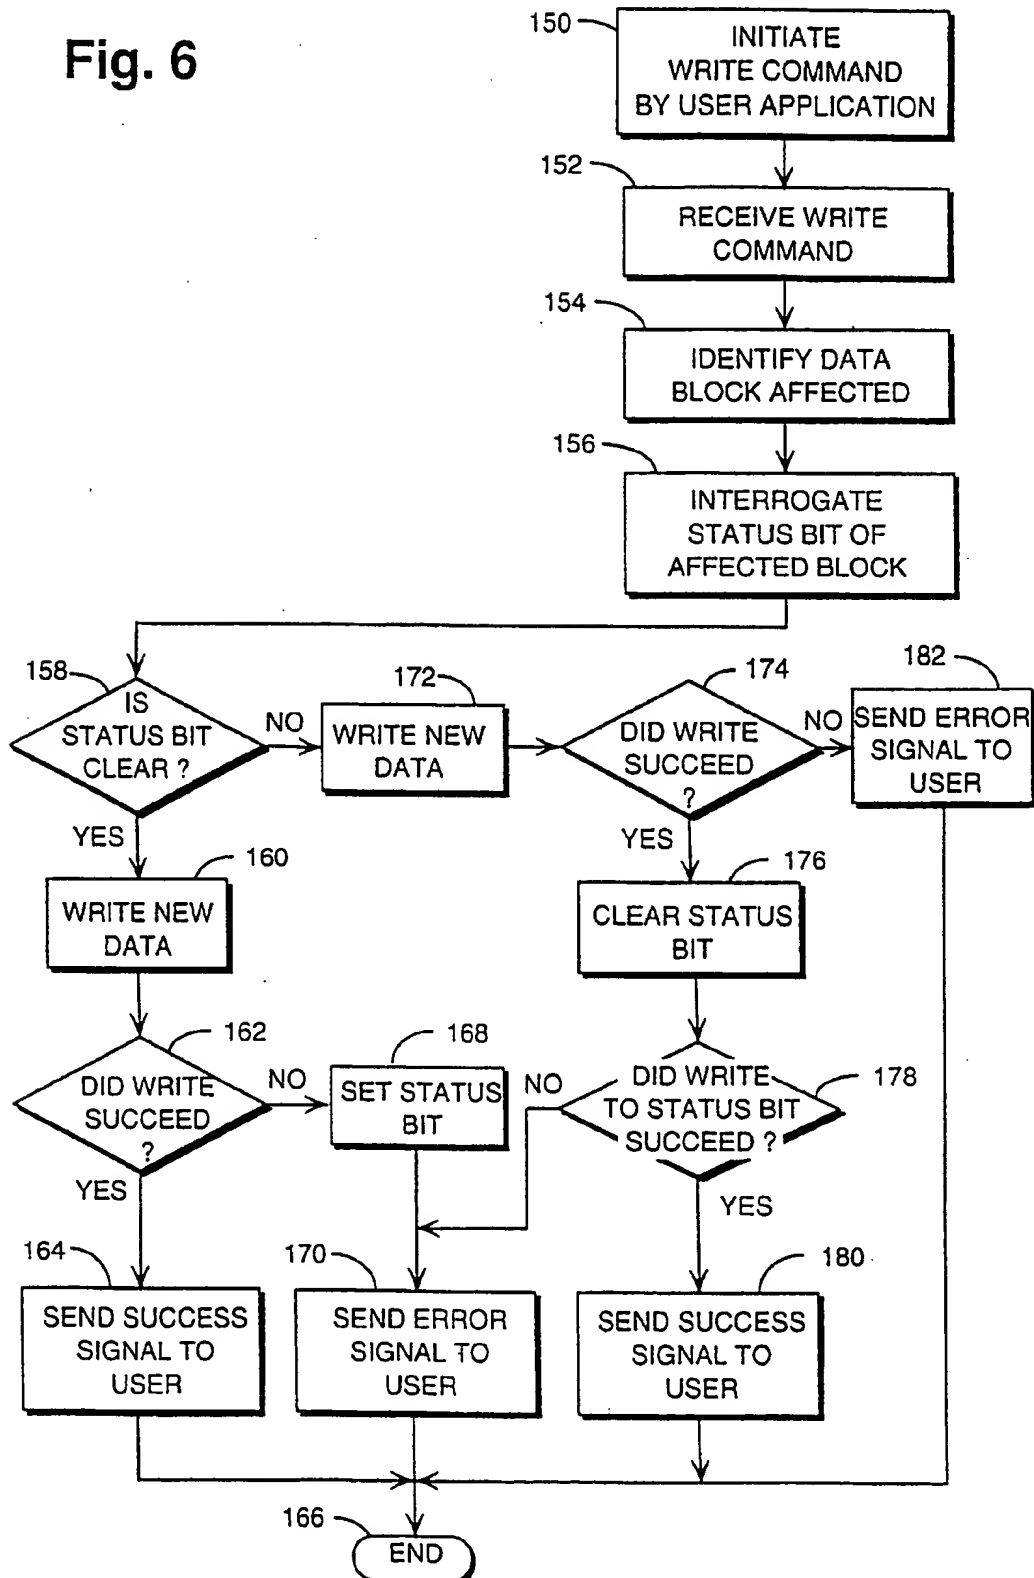 Fig. 6
150
INITIATE
WRITE COMMAND
BY USER APPLICATION
152
RECEIVE WRITE
COMMAND
154
IDENTIFY DATA
BLOCK AFFECTED
156
INTERROGATE
STATUS BIT OF
AFFECTED BLOCK
158
IS
STATUS BIT
CLEAR ?
NO
172
WRITE NEW
DATA
174
DID WRITE
SUCCEED
?
NO
182
SEND ERROR
SIGNAL TO
USER
YES
160
WRITE NEW
DATA
YES
176
CLEAR STATUS
BIT
162
DID WRITE
SUCCEED
?
NO
168
SET STATUS
BIT
NO
DID WRITE
TO STATUS BIT
SUCCEED ?
178
YES
YES
164
SEND SUCCESS
SIGNAL TO
USER
170
SEND ERROR
SIGNAL TO
USER
180
SEND SUCCESS
SIGNAL TO
USER
166
END